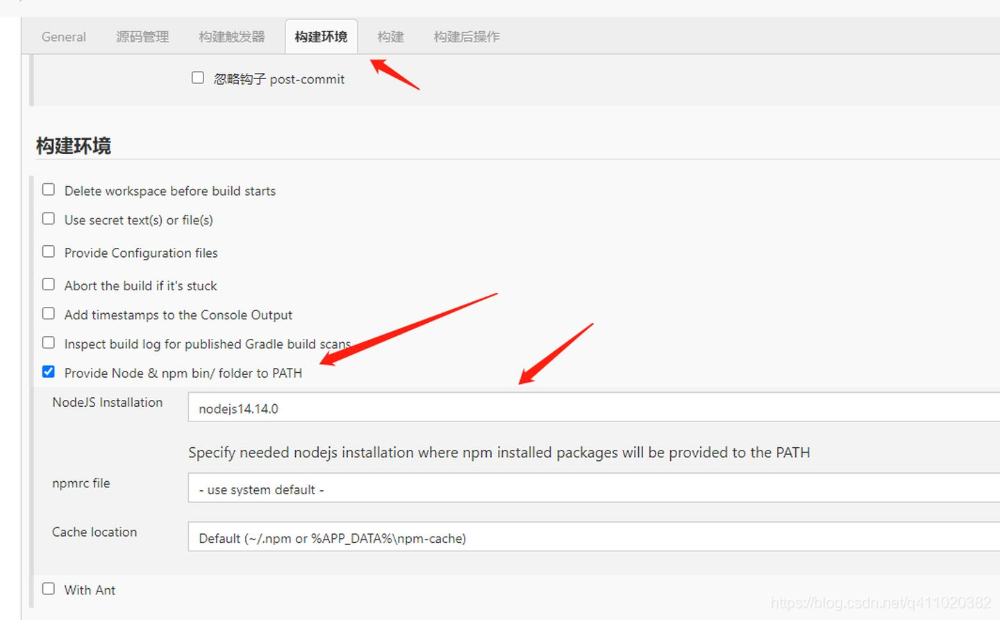 General 源码管理 构建触发器 构建环境 构建 构建后操作
忽略钩子 post-commit
构建环境
Delete workspace before build starts
Use secret text(s) or file(s)
Provide Configuration files
Abort the build if it's stuck
Add timestamps to the Console Output
Inspect build log for published Gradle build scans
Provide Node & npm bin/ folder to PATH
NodeJS Installation nodejs14.14.0
Specify needed nodejs installation where npm installed packages will be provided to the PATH
npmrc file - use system default -
Cache location Default (~/.npm or %APP_DATA%\npm-cache)
With Ant
https://blog.csdn.net/q411020382